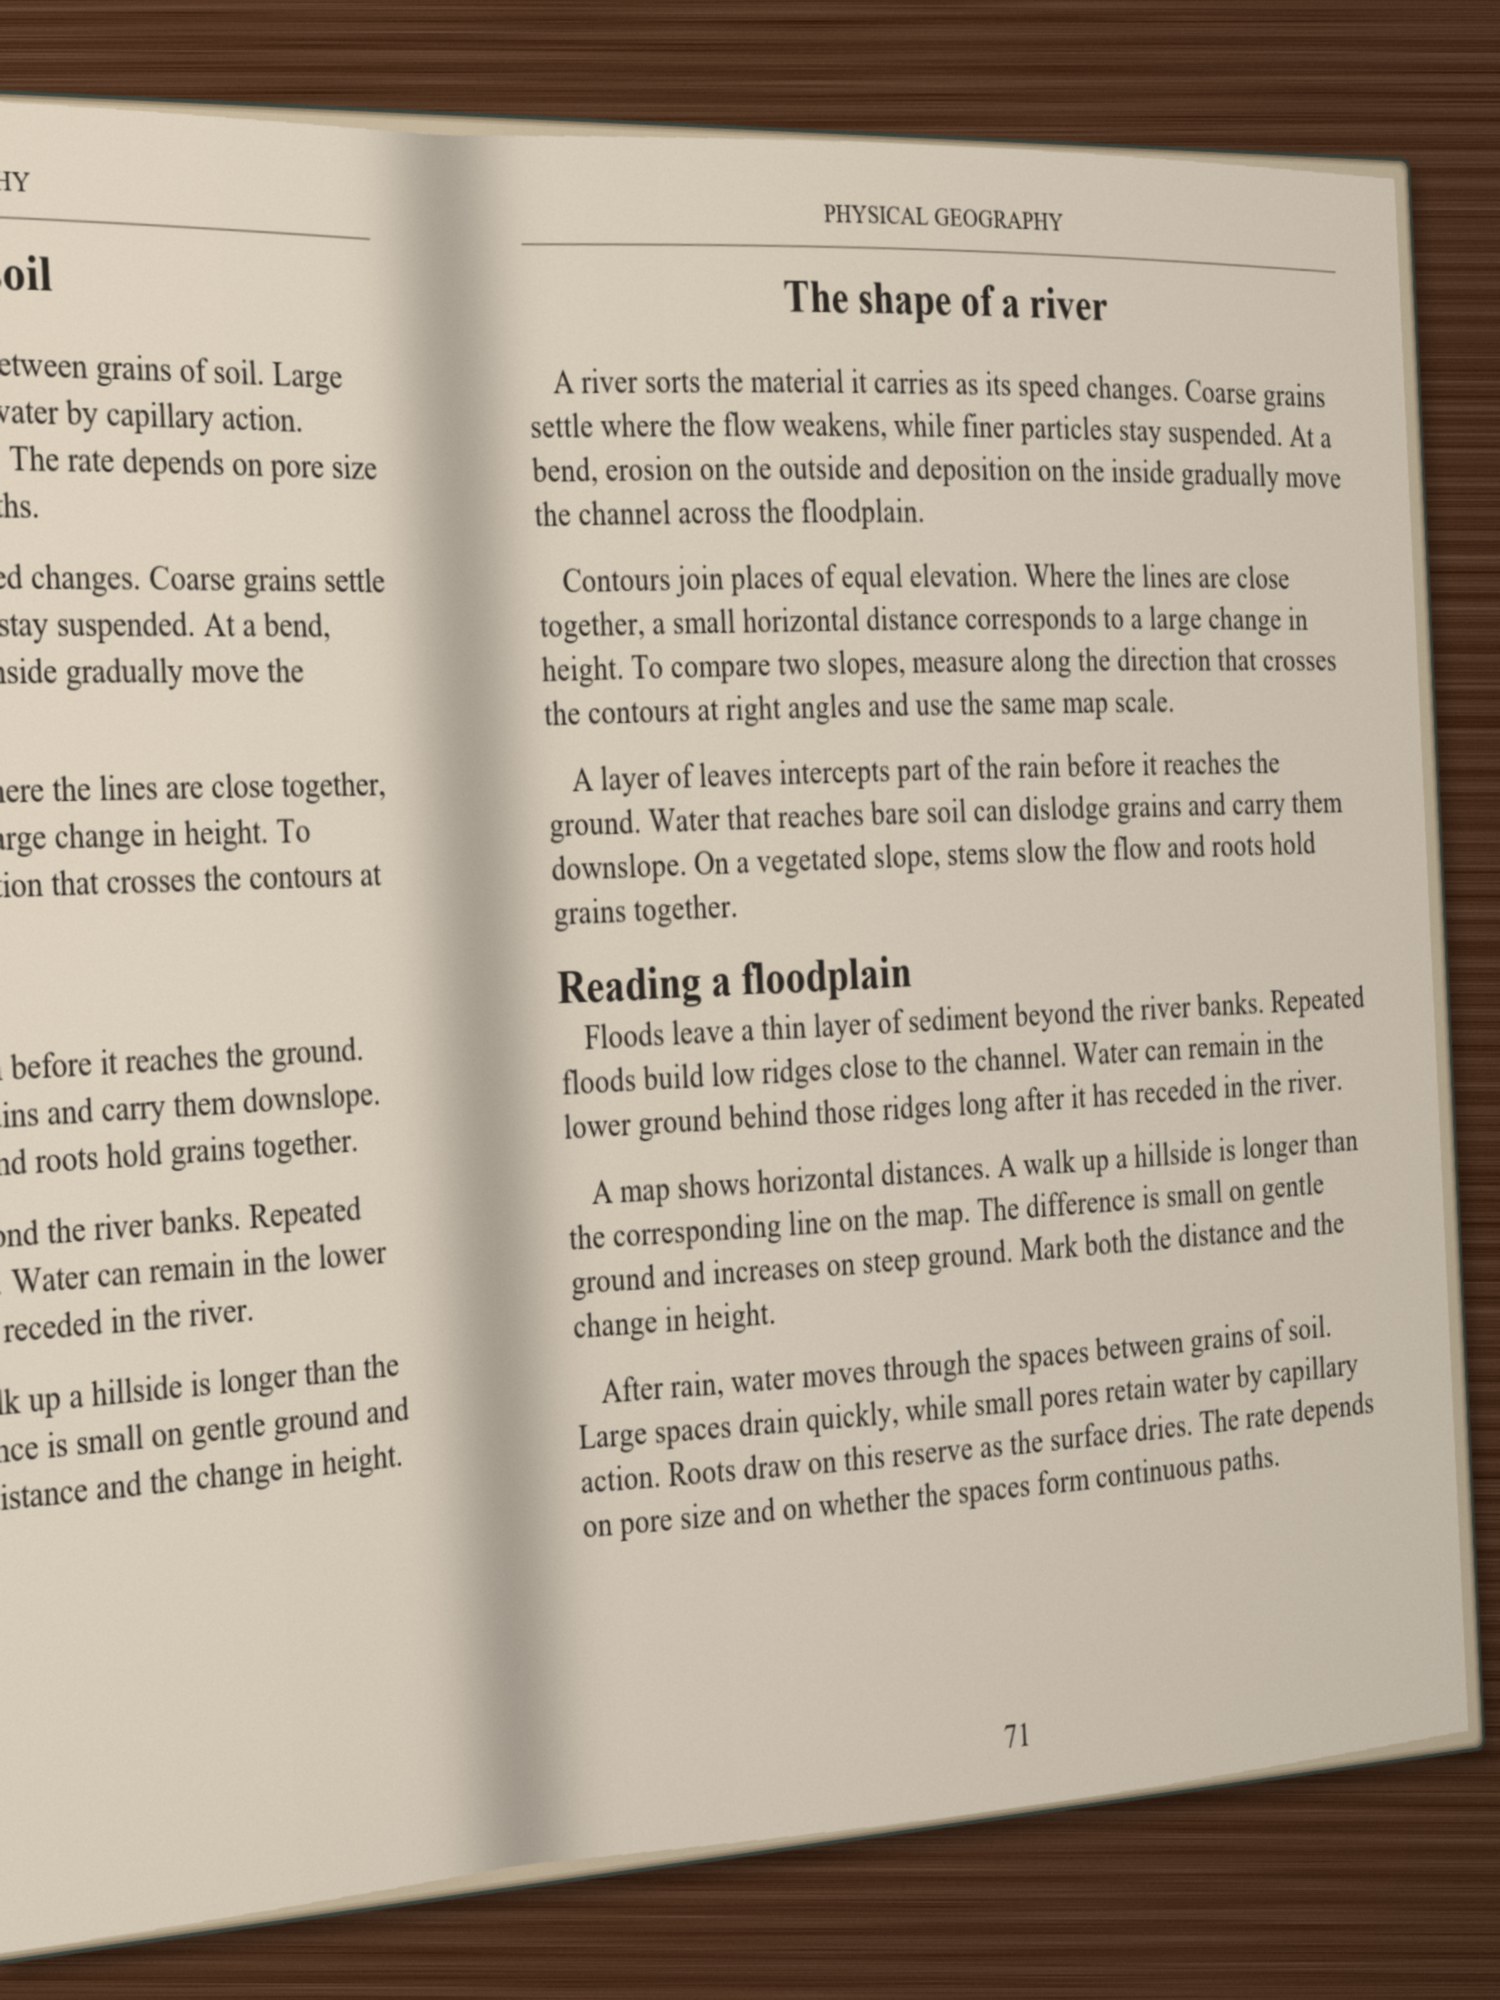 soil
between grains of soil. Large
water by capillary action.
The rate depends on pore size
changes. Coarse grains settle
stay suspended. At a bend,
gradually move the
the lines are close together,
change in height. To
that crosses the contours at
before it reaches the ground.
and carry them downslope.
roots hold grains together.
the river banks. Repeated
Water can remain in the lower
receded in the river.
up a hillside is longer than the
is small on gentle ground and
and the change in height.
PHYSICAL GEOGRAPHY
The shape of a river
A river sorts the material it carries as its speed changes. Coarse grains
settle where the flow weakens, while finer particles stay suspended. At a
bend, erosion on the outside and deposition on the inside gradually move
the channel across the floodplain.
Contours join places of equal elevation. Where the lines are close
together, a small horizontal distance corresponds to a large change in
height. To compare two slopes, measure along the direction that crosses
the contours at right angles and use the same map scale.
A layer of leaves intercepts part of the rain before it reaches the
ground. Water that reaches bare soil can dislodge grains and carry them
downslope. On a vegetated slope, stems slow the flow and roots hold
grains together.
Reading a floodplain
Floods leave a thin layer of sediment beyond the river banks. Repeated
floods build low ridges close to the channel. Water can remain in the
lower ground behind those ridges long after it has receded in the river.
A map shows horizontal distances. A walk up a hillside is longer than
the corresponding line on the map. The difference is small on gentle
ground and increases on steep ground. Mark both the distance and the
change in height.
After rain, water moves through the spaces between grains of soil.
Large spaces drain quickly, while small pores retain water by capillary
action. Roots draw on this reserve as the surface dries. The rate depends
on pore size and on whether the spaces form continuous paths.
71